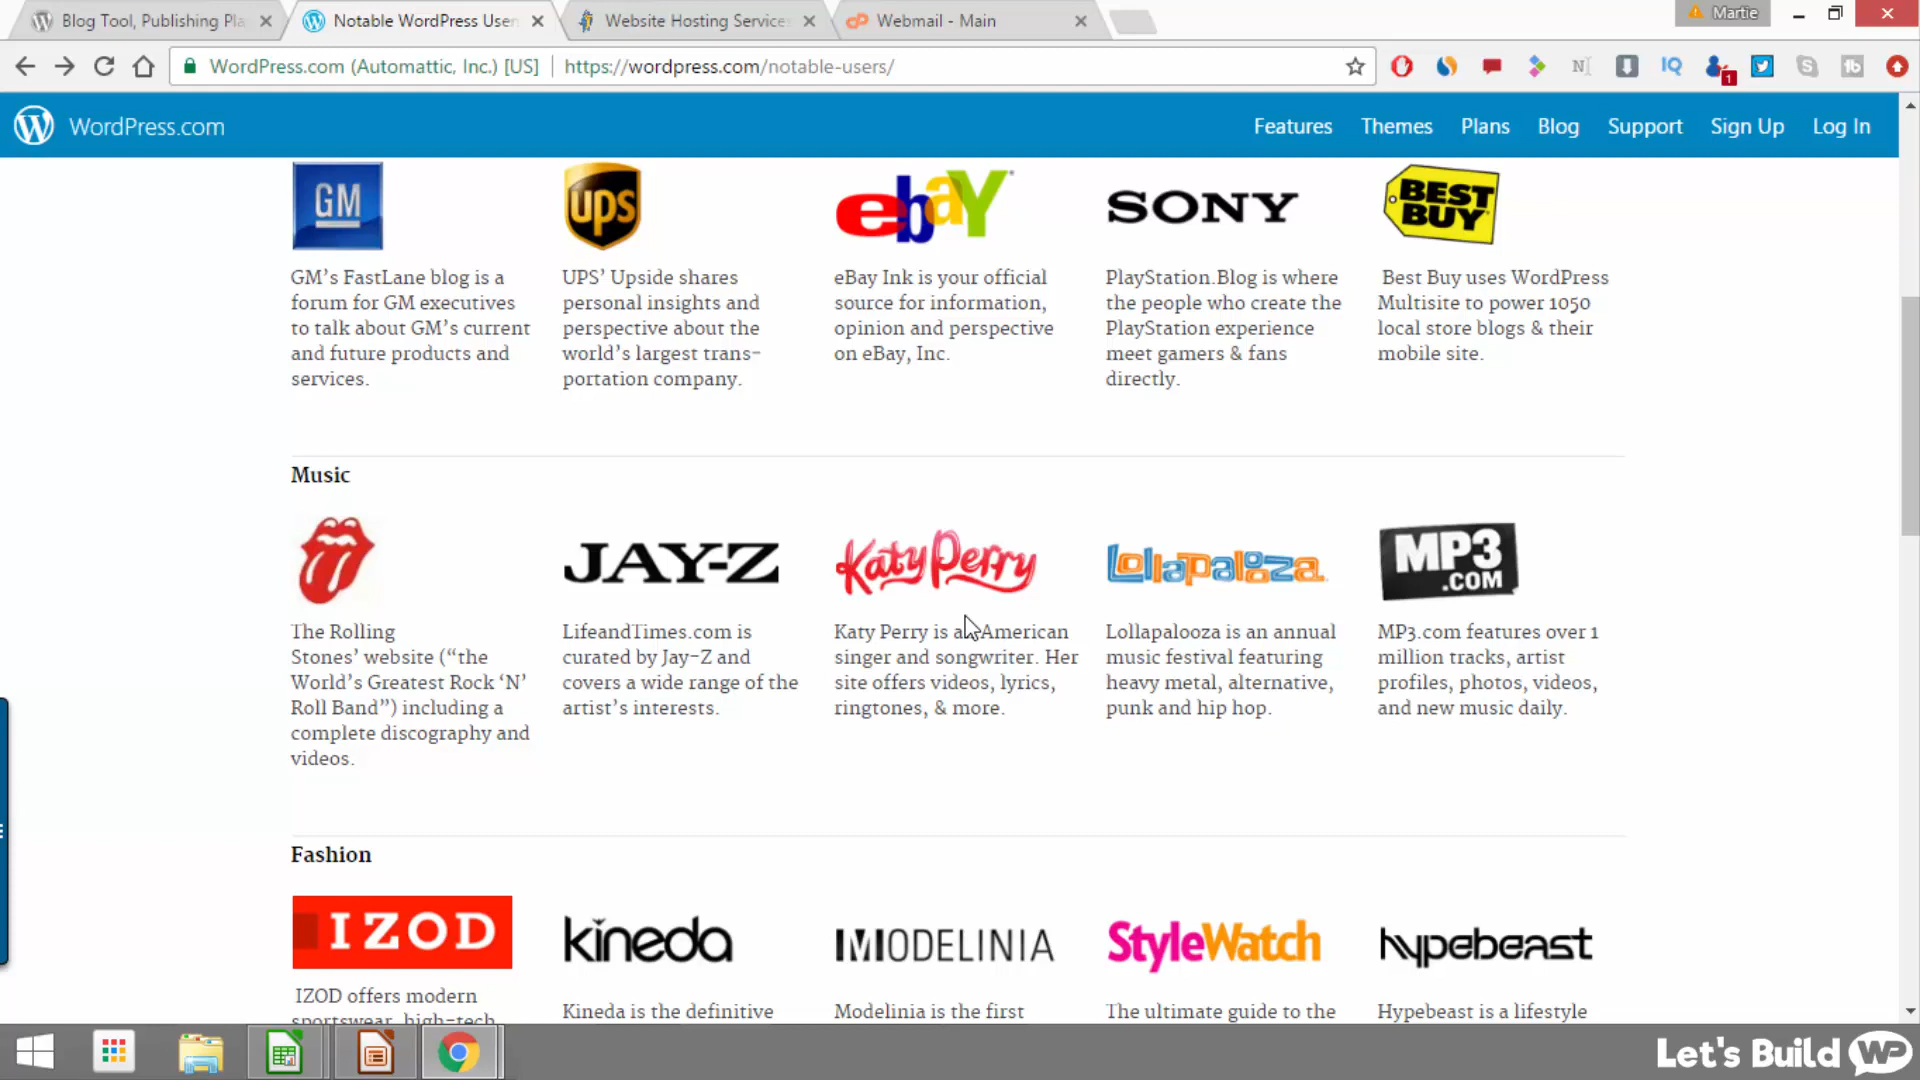 Blog Tool, Publishing Pla
Notable WordPress User
Website Hosting Service
Webmail - Main
Martie
WordPress.com (Automattic, Inc.) [US]
https://wordpress.com/notable-users/
N
IQ
1
WordPress.com
Features
Themes
Plans
Blog
Support
Sign Up
Log In
GM
ups
ebay
SONY
BEST
BUY
GM’s FastLane blog is a
forum for GM executives
to talk about GM’s current
and future products and
services.
UPS’ Upside shares
personal insights and
perspective about the
world’s largest trans-
portation company.
eBay Ink is your official
source for information,
opinion and perspective
on eBay, Inc.
PlayStation.Blog is where
the people who create the
PlayStation experience
meet gamers & fans
directly.
Best Buy uses WordPress
Multisite to power 1050
local store blogs & their
mobile site.
Music
JAY-Z
Katy Perry
Lollapalooza
MP3
.COM
The Rolling
Stones’ website (“the
World’s Greatest Rock ‘N’
Roll Band”) including a
complete discography and
videos.
LifeandTimes.com is
curated by Jay-Z and
covers a wide range of the
artist’s interests.
Katy Perry is an American
singer and songwriter. Her
site offers videos, lyrics,
ringtones, & more.
Lollapalooza is an annual
music festival featuring
heavy metal, alternative,
punk and hip hop.
MP3.com features over 1
million tracks, artist
profiles, photos, videos,
and new music daily.
Fashion
IZOD
kineda
MODELINIA
StyleWatch
hypebeast
IZOD offers modern
sportswear, high-tech
Kineda is the definitive
Modelinia is the first
The ultimate guide to the
Hypebeast is a lifestyle
Let's Build WP